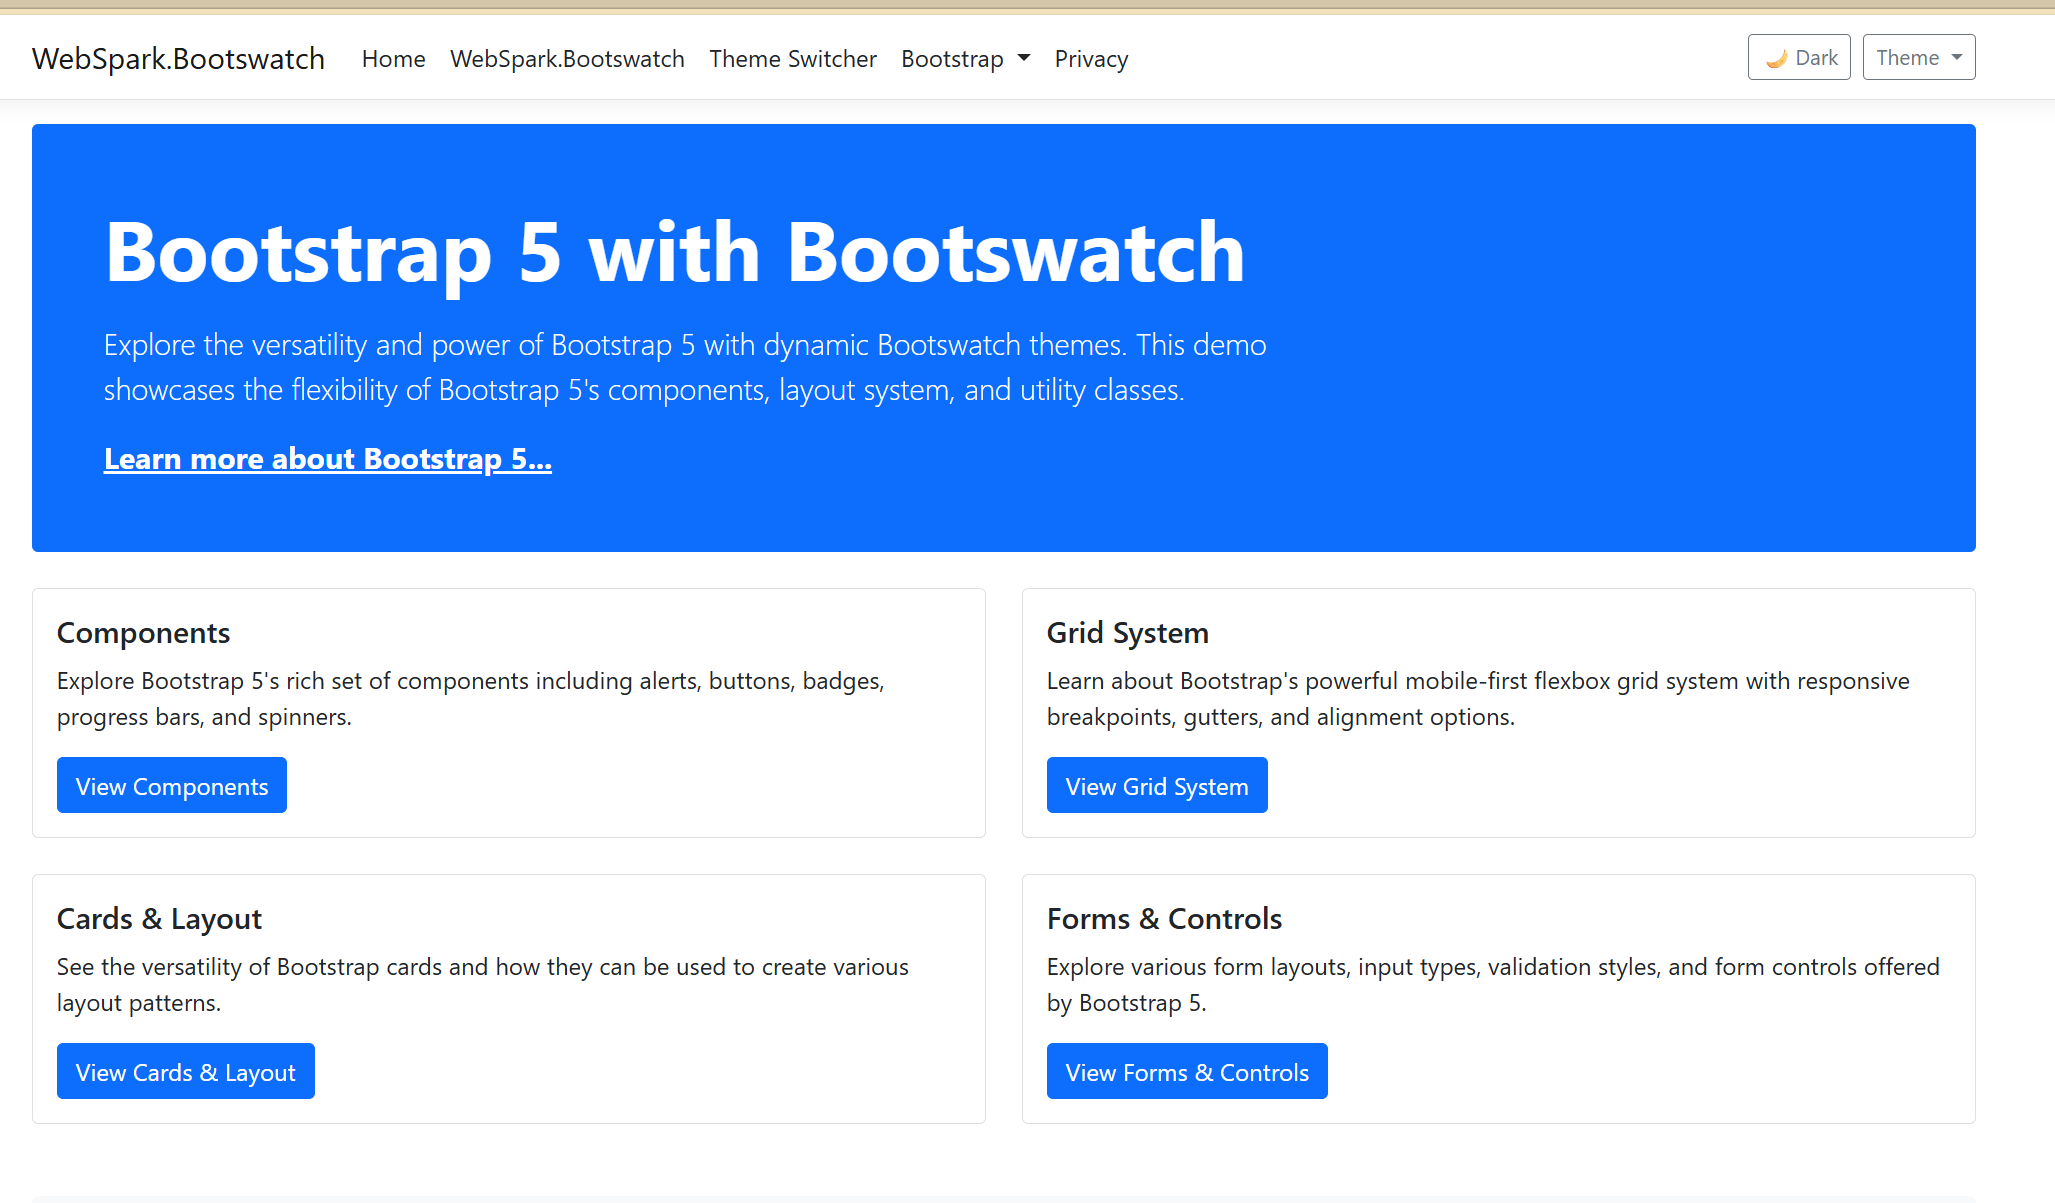 WebSpark.Bootswatch Home WebSpark.Bootswatch Theme Switcher Bootstrap Privacy Dark Theme
Bootstrap 5 with Bootswatch
Explore the versatility and power of Bootstrap 5 with dynamic Bootswatch themes. This demo
showcases the flexibility of Bootstrap 5's components, layout system, and utility classes.
Learn more about Bootstrap 5...
Components
Explore Bootstrap 5's rich set of components including alerts, buttons, badges,
progress bars, and spinners.
View Components
Grid System
Learn about Bootstrap's powerful mobile-first flexbox grid system with responsive
breakpoints, gutters, and alignment options.
View Grid System
Cards & Layout
See the versatility of Bootstrap cards and how they can be used to create various
layout patterns.
View Cards & Layout
Forms & Controls
Explore various form layouts, input types, validation styles, and form controls offered
by Bootstrap 5.
View Forms & Controls